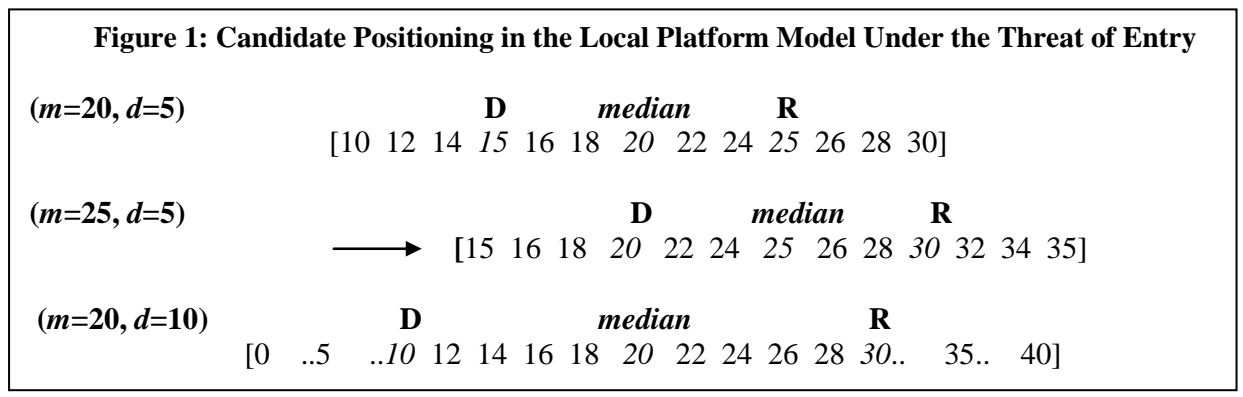 Figure 1: Candidate Positioning in the Local Platform Model Under the Threat of Entry
(m=20, d=5) D median R
[10 12 14 15 16 18 20 22 24 25 26 28 30]
(m=25, d=5) D median R
[15 16 18 20 22 24 25 26 28 30 32 34 35]
(m=20, d=10) D median R
[0 ..5 ..10 12 14 16 18 20 22 24 26 28 30.. 35.. 40]